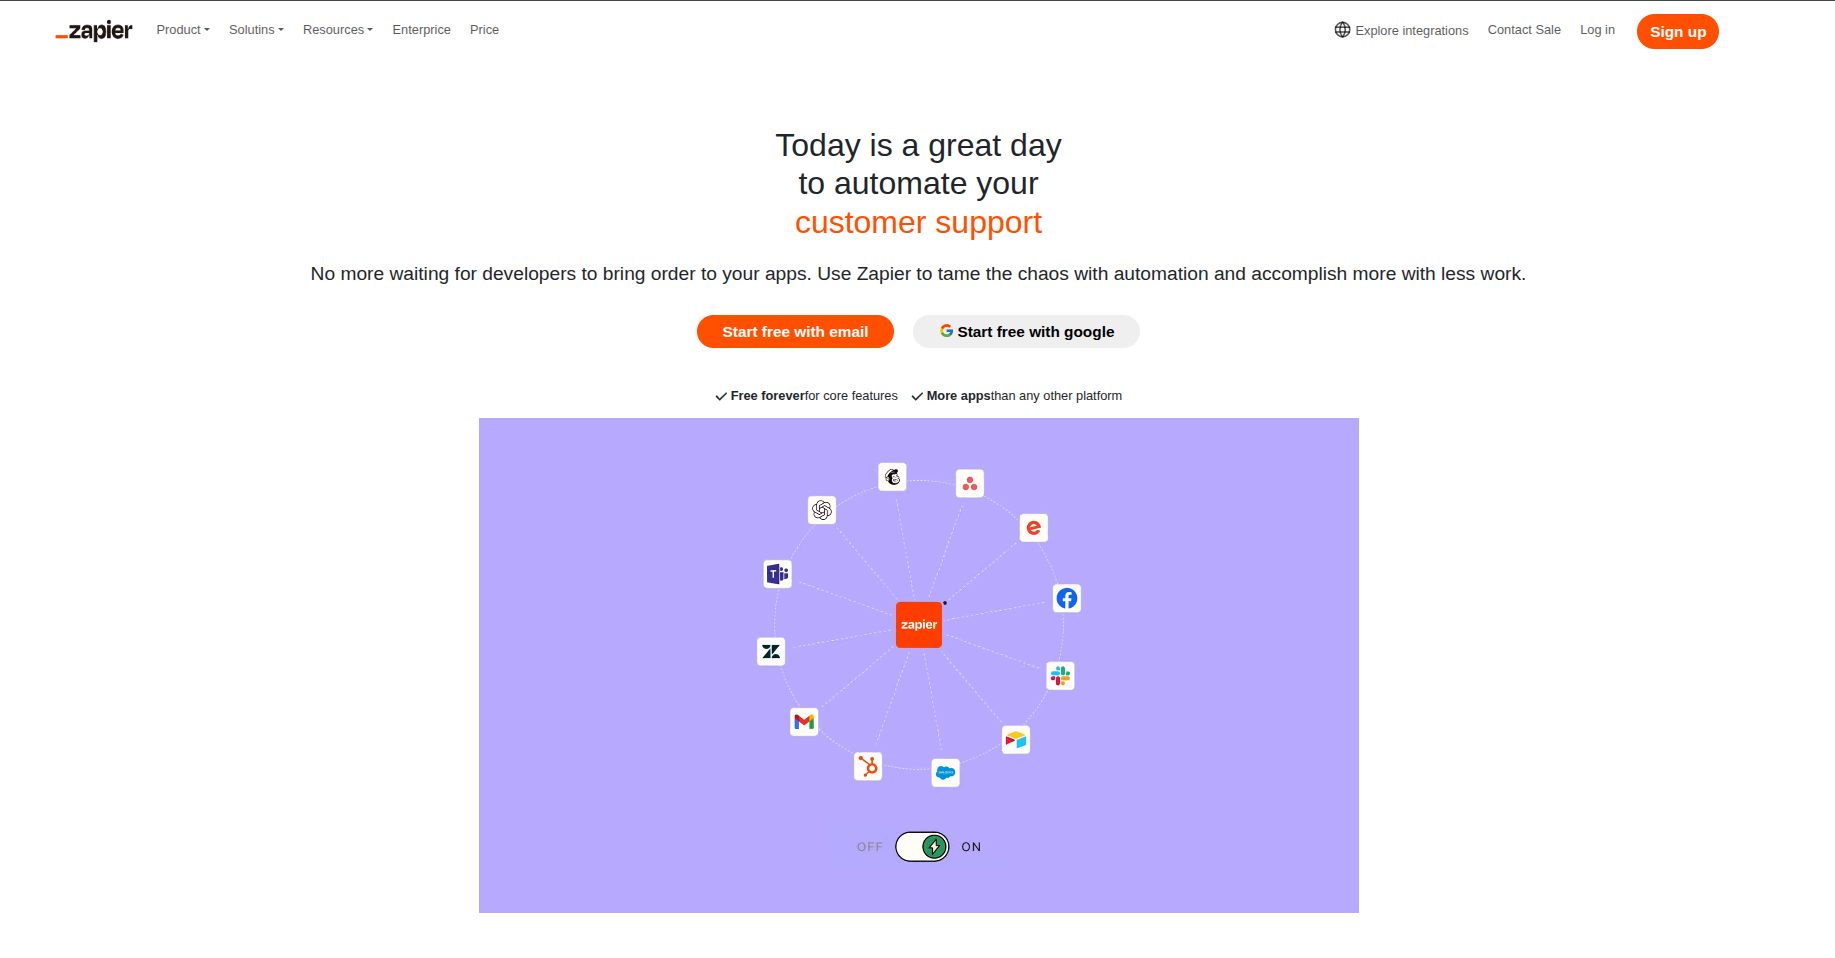 zapier
Product
Solutins
Resources
Enterprice
Price
Explore integrations
Contact Sale
Log in
Sign up
Today is a great day
to automate your
customer support
No more waiting for developers to bring order to your apps. Use Zapier to tame the chaos with automation and accomplish more with less work.
Start free with email
Start free with google
Free foreverfor core features
More appsthan any other platform
zapier
OFF
ON